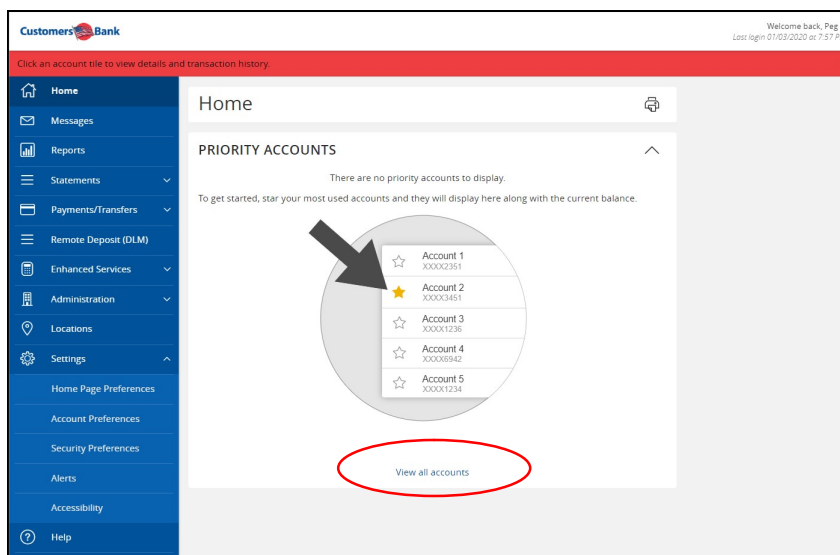 Customers Bank
Welcome back, Peg
Last login 01/03/2020 at 7:57 P
Click an account tile to view details and transaction history.
Home
Messages
Reports
Statements
Payments/Transfers
Remote Deposit (DLM)
Enhanced Services
Administration
Locations
Settings
Home Page Preferences
Account Preferences
Security Preferences
Alerts
Accessibility
Help
Home
PRIORITY ACCOUNTS
There are no priority accounts to display.
To get started, star your most used accounts and they will display here along with the current balance.
Account 1
XXXX2351
Account 2
XXXX3451
Account 3
XXXX1236
Account 4
XXXX6942
Account 5
XXXX1234
View all accounts